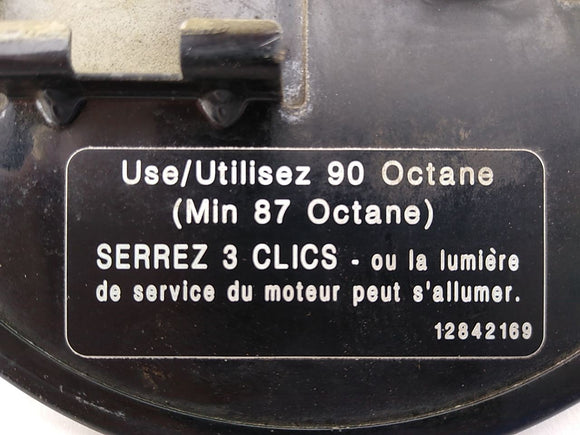 Use/Utilisez 90 Octane
(Min 87 Octane)
SERREZ 3 CLICS - ou la lumière
de service du moteur peut s'allumer.
12842169